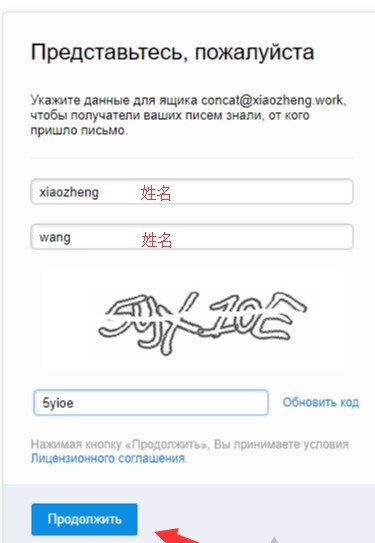 Представьтесь, пожалуйста
Укажите данные для ящика concat@xiaozheng.work,
чтобы получатели ваших писем знали, от кого
пришло письмо.
xiaozheng 姓名
wang 姓名
5yioe
Обновить код
Нажимая кнопку «Продолжить», Вы принимаете условия
Лицензионного соглашения.
Продолжить